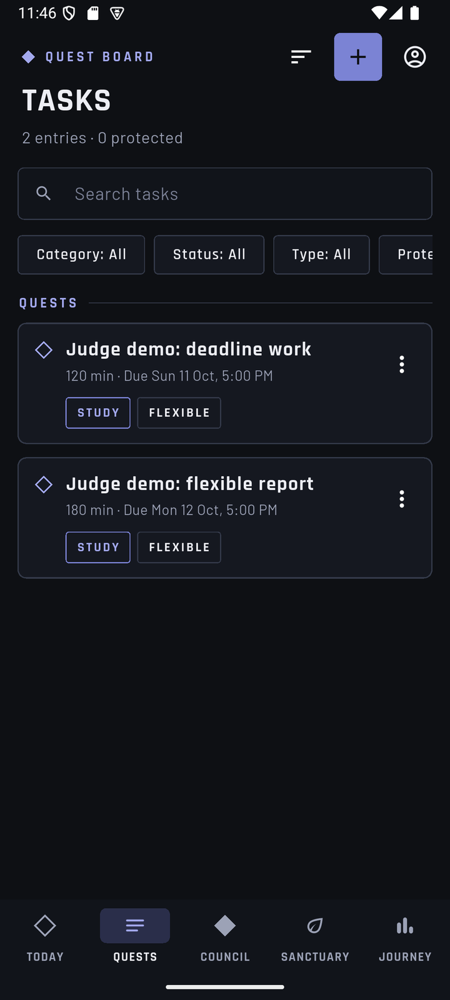 11:46
QUEST BOARD
TASKS
2 entries · 0 protected
Search tasks
Category: All
Status: All
Type: All
Prote
QUESTS
Judge demo: deadline work
120 min · Due Sun 11 Oct, 5:00 PM
STUDY
FLEXIBLE
Judge demo: flexible report
180 min · Due Mon 12 Oct, 5:00 PM
STUDY
FLEXIBLE
TODAY
QUESTS
COUNCIL
SANCTUARY
JOURNEY